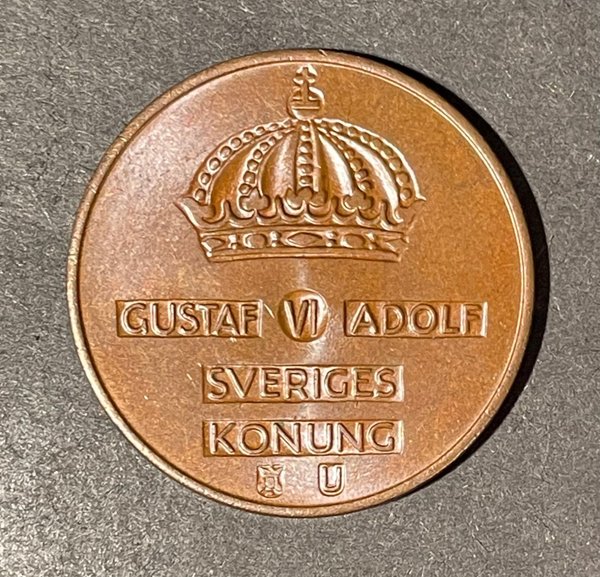 GUSTAF VI ADOLF
SVERIGES
KONUNG
U